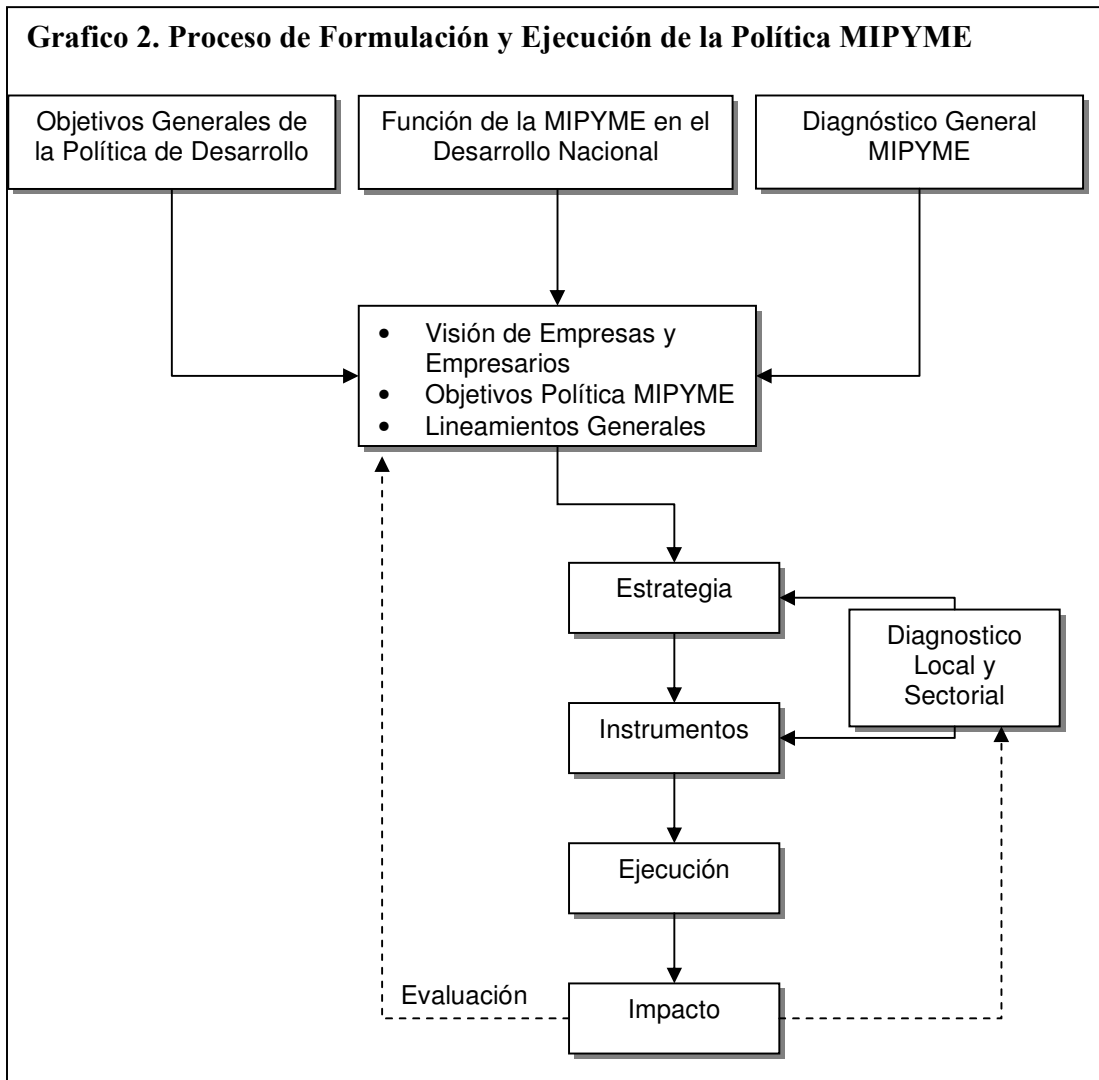 Grafico 2. Proceso de Formulación y Ejecución de la Política MIPYME
Objetivos Generales de
la Política de Desarrollo
Función de la MIPYME en el
Desarrollo Nacional
Diagnóstico General
MIPYME
• Visión de Empresas y
Empresarios
• Objetivos Política MIPYME
• Lineamientos Generales
Estrategia
Diagnostico
Local y
Sectorial
Instrumentos
Ejecución
Evaluación
Impacto